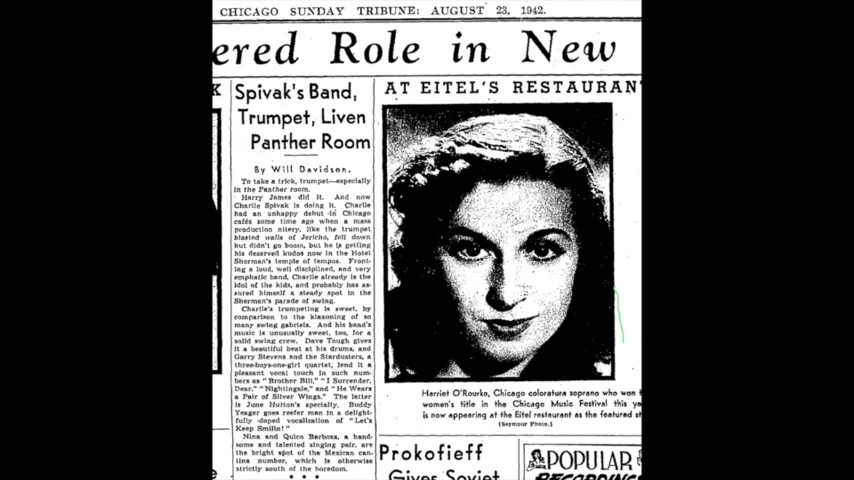 CHICAGO SUNDAY TRIBUNE: AUGUST 23, 1942.
ered Role in New
K
Spivak's Band,
Trumpet, Liven
Panther Room
By Will Davidson.
To take a trick, trumpet—especially
in the Panther room.
Harry James did it. And now
Charlie Spivak is doing it. Charlie
had an unhappy debut in Chicago
cafés some time ago when a mass
production nitery, like the trumpet
blasted walls of Jericho, fell down
but didn't go boom, but he is getting
his deserved kudos now in the Hotel
Sherman's temple of tempos. Front-
ing a loud, well disciplined, and very
emphatic band, Charlie already is the
idol of the kids, and probably has as-
sured himself a steady spot in the
Sherman's parade of swing.
Charlie's trumpeting is sweet, by
comparison to the klaxoning of so
many swing gabriels. And his band's
music is unusually sweet, too, for a
solid swing crew. Dave Tough gives
it a beautiful beat at his drums, and
Garry Stevens and the Stardusters, a
three-boys-one-girl quartet, lend it a
pleasant vocal touch in such num-
bers as "Brother Bill," "I Surrender,
Dear," "Nightingale," and "He Wears
a Pair of Silver Wings." The latter
is June Hutton's specialty. Buddy
Yeager goes reefer man in a delight-
fully -doped vocalization of "Let's
Keep Smilin'!"
Nina and Quico Barbosa, a hand-
some and talented singing pair, are
the bright spot of the Mexican can-
tina number, which is otherwise
strictly south of the boredom.
• • •
AT EITEL'S RESTAURAN
Harriet O'Rourke, Chicago coloratura soprano who won t
women's title in the Chicago Music Festival this ye
is now appearing at the Eitel restaurant as the featured s
[Seymour Photo.]
e
Prokofieff
Gives Soviet
POPULAR
RECORDING